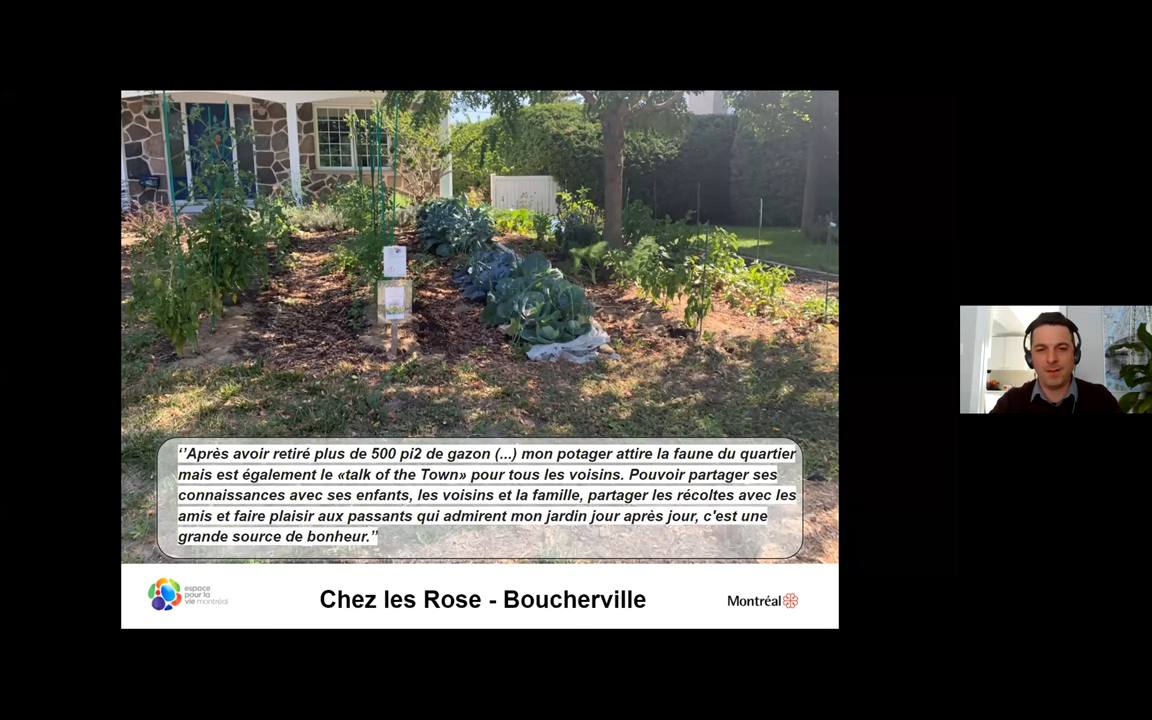 ‘’Après avoir retiré plus de 500 pi2 de gazon (...) mon potager attire la faune du quartier
mais est également le «talk of the Town» pour tous les voisins. Pouvoir partager ses
connaissances avec ses enfants, les voisins et la famille, partager les récoltes avec les
amis et faire plaisir aux passants qui admirent mon jardin jour après jour, c'est une
grande source de bonheur.’’
espace
pour la
vie montréal
Chez les Rose - Boucherville
Montréal